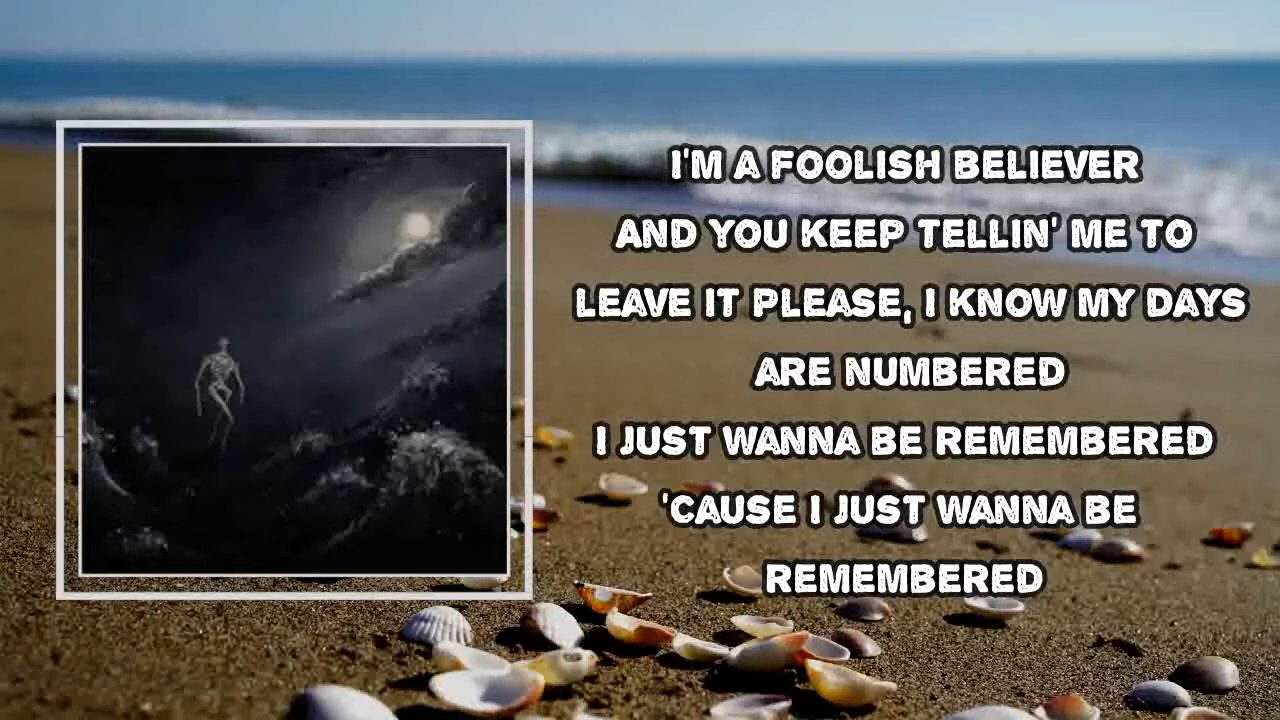 I'M A FOOLISH BELIEVER
AND YOU KEEP TELLIN' ME TO
LEAVE IT PLEASE, I KNOW MY DAYS
ARE NUMBERED
I JUST WANNA BE REMEMBERED
'CAUSE I JUST WANNA BE
REMEMBERED